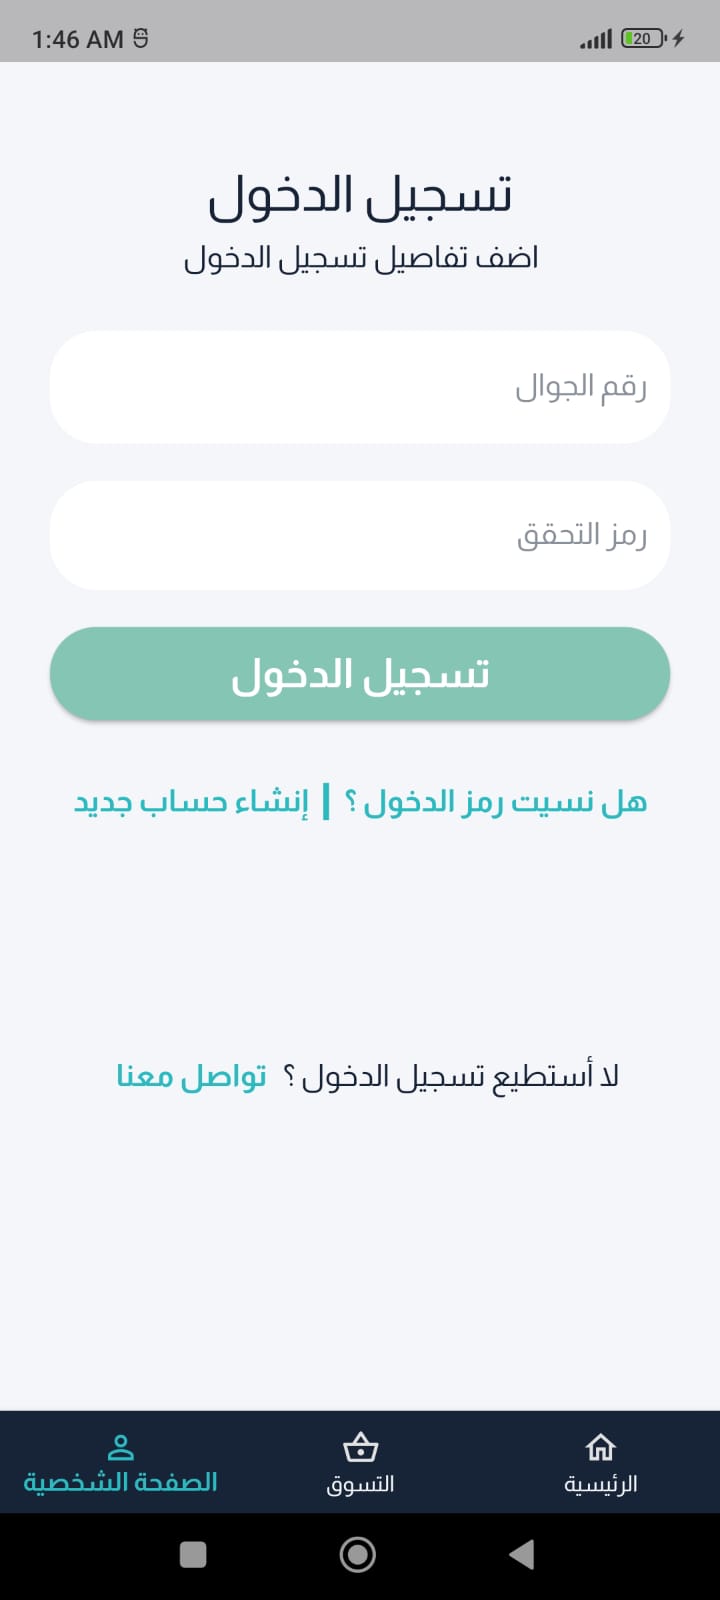 1:46 AM
20
تسجيل الدخول
اضف تفاصيل تسجيل الدخول
رقم الجوال
رمز التحقق
تسجيل الدخول
هل نسيت رمز الدخول ؟ | إنشاء حساب جديد
لا أستطيع تسجيل الدخول ؟ تواصل معنا
الرئيسية التسوق الصفحة الشخصية